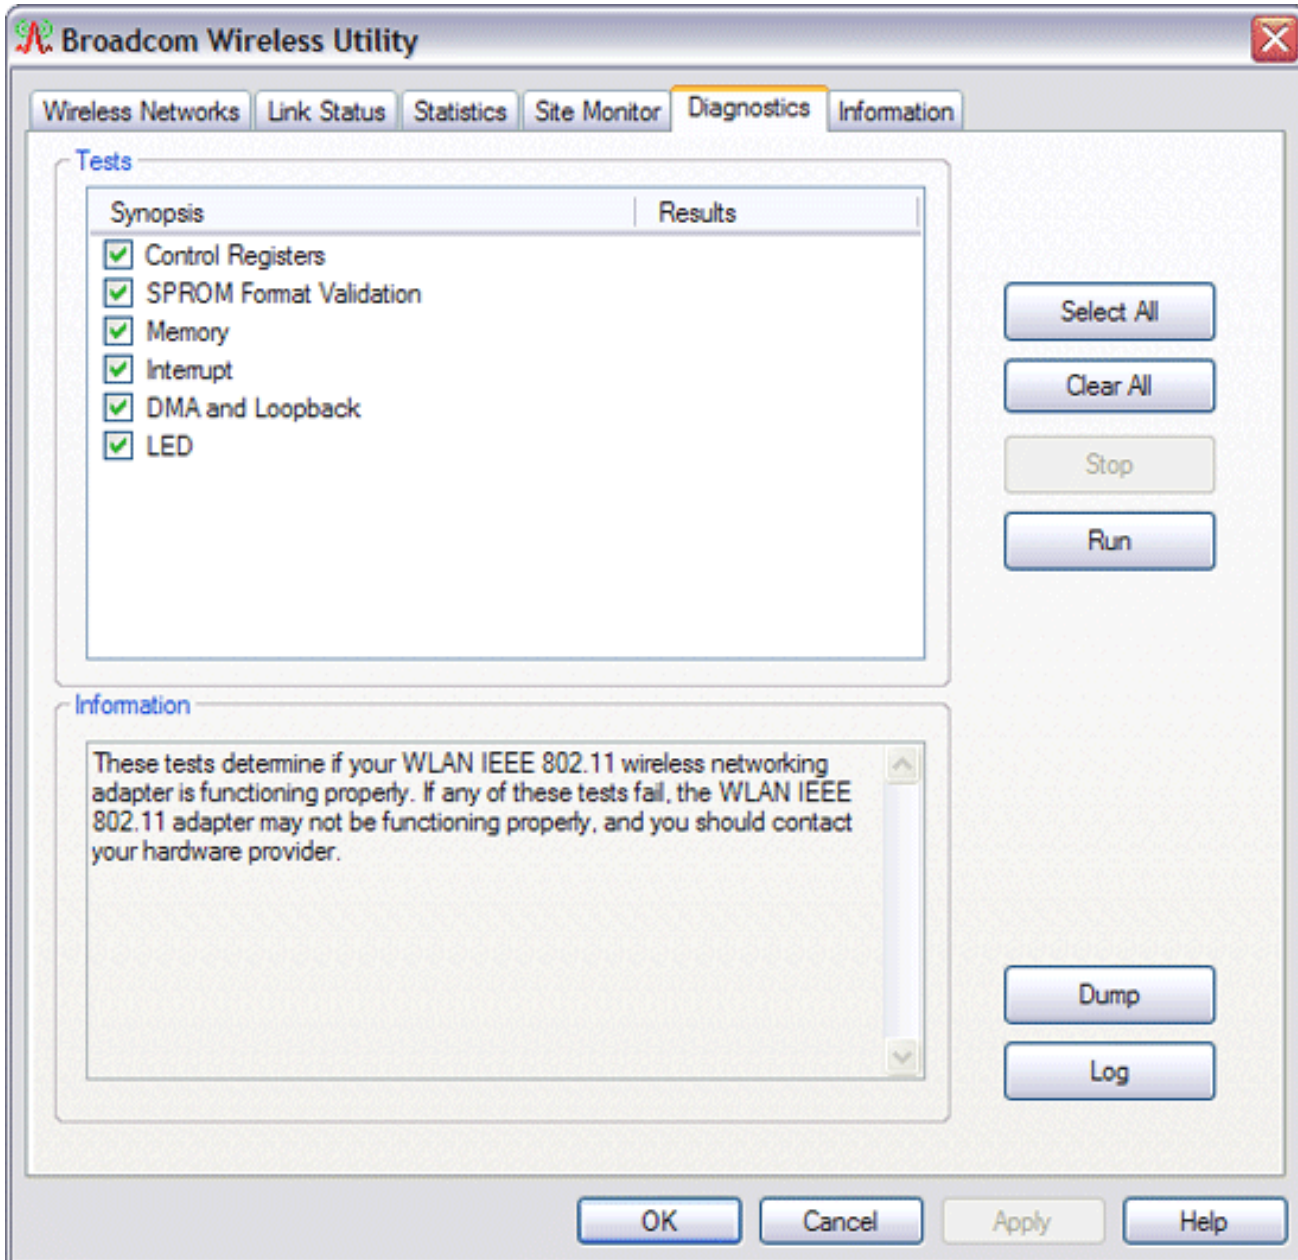 Broadcom Wireless Utility
Wireless Networks Link Status Statistics Site Monitor Diagnostics Information
Tests
Synopsis Results
Control Registers
SPROM Format Validation
Memory
Interrupt
DMA and Loopback
LED
Select All
Clear All
Stop
Run
Information
These tests determine if your WLAN IEEE 802.11 wireless networking
adapter is functioning properly. If any of these tests fail, the WLAN IEEE
802.11 adapter may not be functioning properly, and you should contact
your hardware provider.
Dump
Log
OK Cancel Apply Help